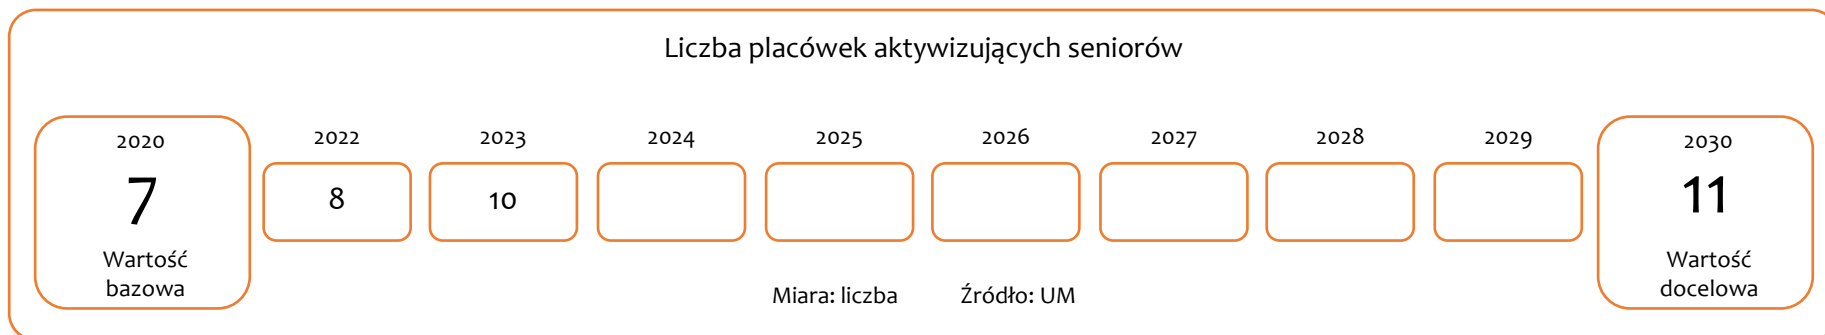 Liczba placówek aktywizujących seniorów
2020
7
Wartość
bazowa
2022
8
2023
10
2024
2025
2026
2027
2028
2029
2030
11
Wartość
docelowa
Miara: liczba Źródło: UM